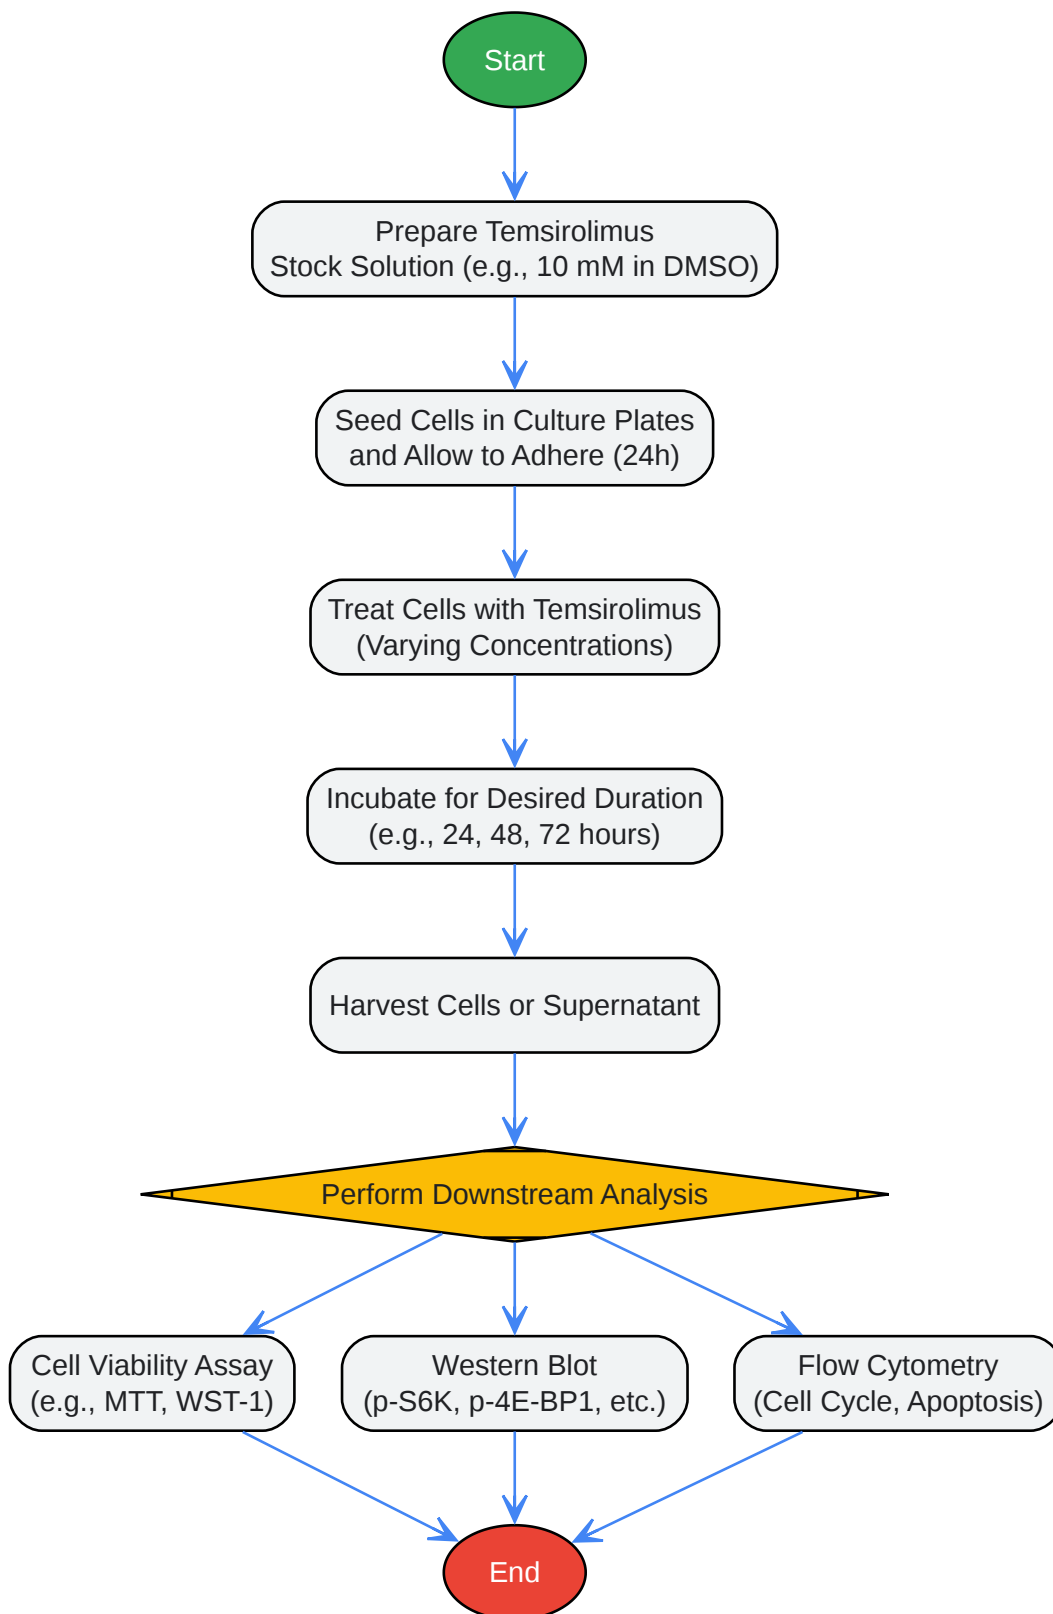 Start
Prepare Temsirolimus
Stock Solution (e.g., 10 mM in DMSO)
Seed Cells in Culture Plates
and Allow to Adhere (24h)
Treat Cells with Temsirolimus
(Varying Concentrations)
Incubate for Desired Duration
(e.g., 24, 48, 72 hours)
Harvest Cells or Supernatant
Perform Downstream Analysis
Cell Viability Assay
(e.g., MTT, WST-1)
Western Blot
(p-S6K, p-4E-BP1, etc.)
Flow Cytometry
(Cell Cycle, Apoptosis)
End